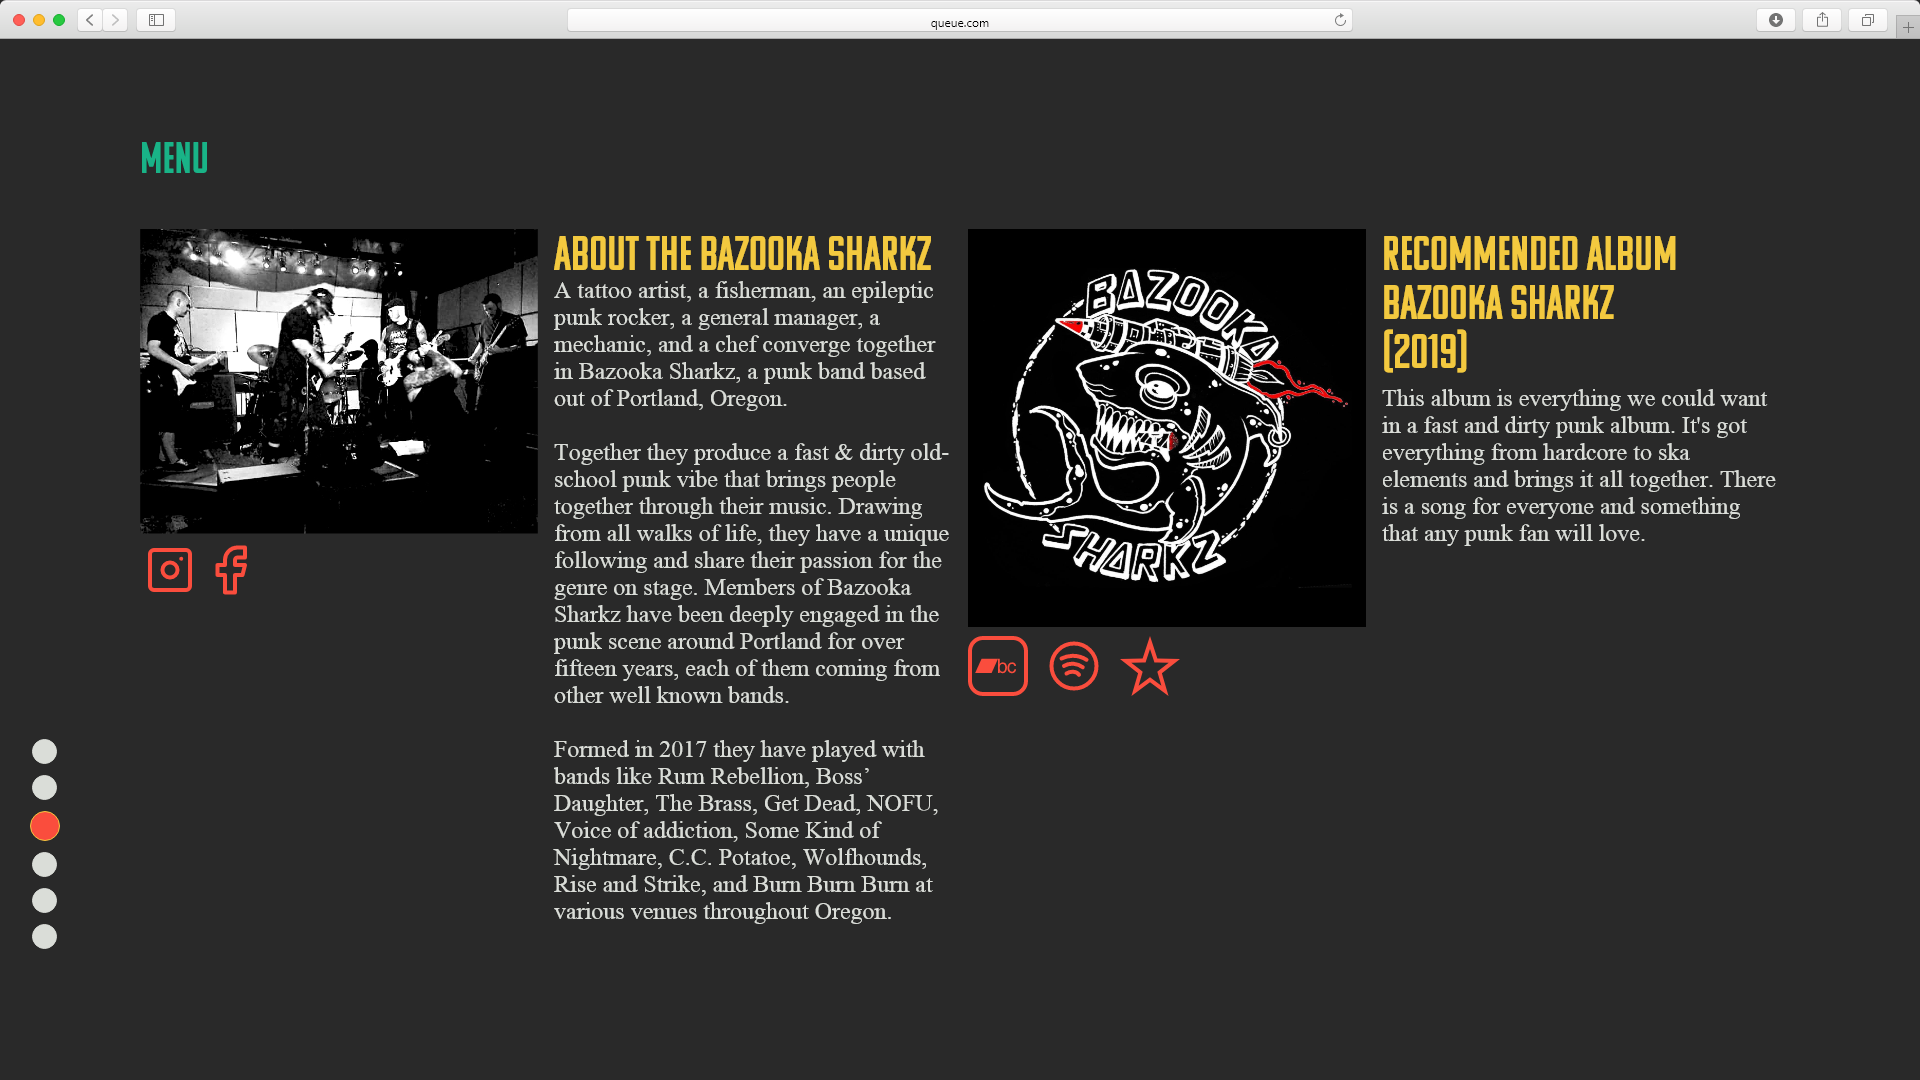 queue.com
MENU
ABOUT THE BAZOOKA SHARKZ
A tattoo artist, a fisherman, an epileptic
punk rocker, a general manager, a
mechanic, and a chef converge together
in Bazooka Sharkz, a punk band based
out of Portland, Oregon.
Together they produce a fast & dirty old-
school punk vibe that brings people
together through their music. Drawing
from all walks of life, they have a unique
following and share their passion for the
genre on stage. Members of Bazooka
Sharkz have been deeply engaged in the
punk scene around Portland for over
fifteen years, each of them coming from
other well known bands.
Formed in 2017 they have played with
bands like Rum Rebellion, Boss’
Daughter, The Brass, Get Dead, NOFU,
Voice of addiction, Some Kind of
Nightmare, C.C. Potatoe, Wolfhounds,
Rise and Strike, and Burn Burn Burn at
various venues throughout Oregon.
BAZOOKA
SHARKZ
bc
RECOMMENDED ALBUM
BAZOOKA SHARKZ
(2019)
This album is everything we could want
in a fast and dirty punk album. It's got
everything from hardcore to ska
elements and brings it all together. There
is a song for everyone and something
that any punk fan will love.